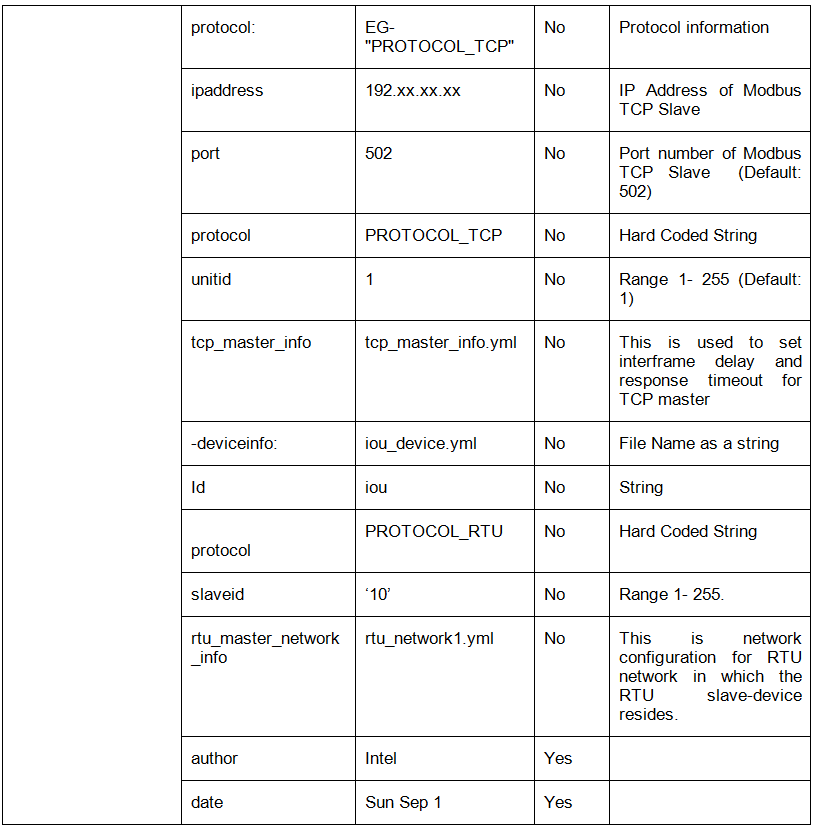 protocol: EG- No Protocol information
"PROTOCOL_TCP"
ipaddress 192.xx.xx.xx No IP Address of Modbus
TCP Slave
port 502 No Port number of Modbus
TCP Slave (Default:
502)
protocol PROTOCOL_TCP No Hard Coded String
unitid 1 No Range 1- 255 (Default:
1)
tcp_master_info tcp_master_info.yml No This is used to set
interframe delay and
response timeout for
TCP master
-deviceinfo: iou_device.yml No File Name as a string
Id iou No String
PROTOCOL_RTU No Hard Coded String
protocol
slaveid ‘10’ No Range 1- 255.
rtu_master_network rtu_network1.yml No This is network
_info configuration for RTU
network in which the
RTU slave-device
resides.
author Intel Yes
date Sun Sep 1 Yes